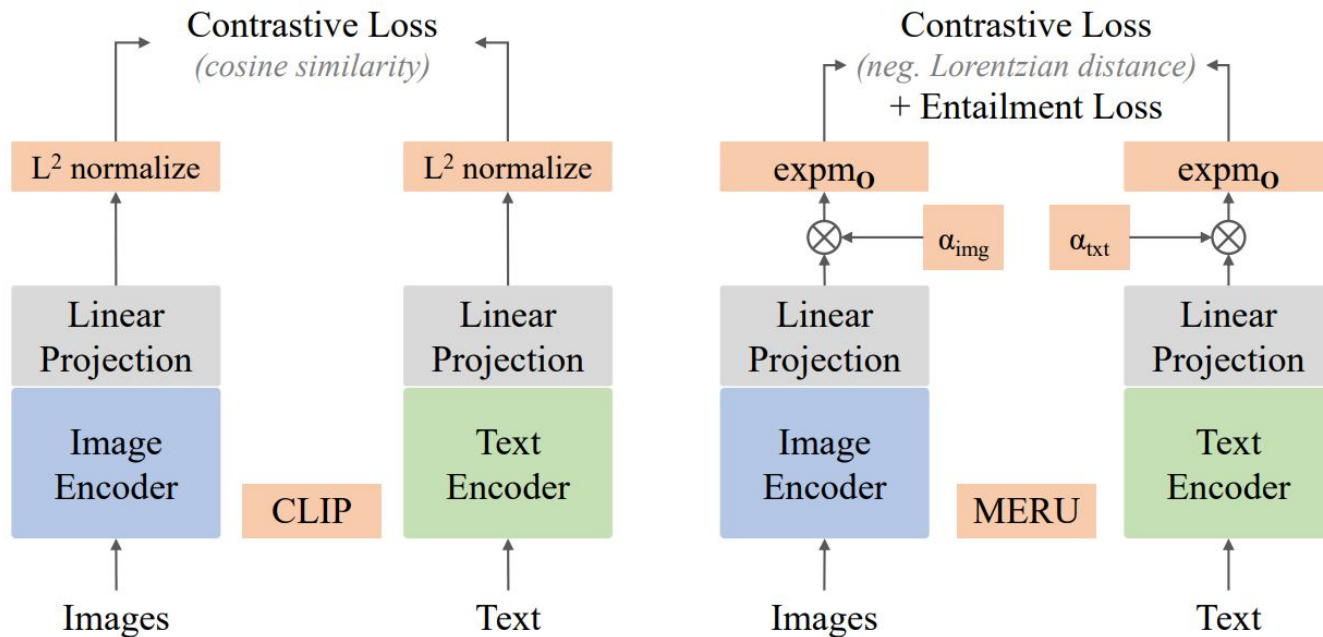 Contrastive Loss
(cosine similarity)
L² normalize
L² normalize
Linear
Projection
Linear
Projection
Image
Encoder
Text
Encoder
CLIP
Images
Text
Contrastive Loss
(neg. Lorentzian distance)
+ Entailment Loss
expmₒ
expmₒ
α_img
α_txt
Linear
Projection
Linear
Projection
Image
Encoder
Text
Encoder
MERU
Images
Text